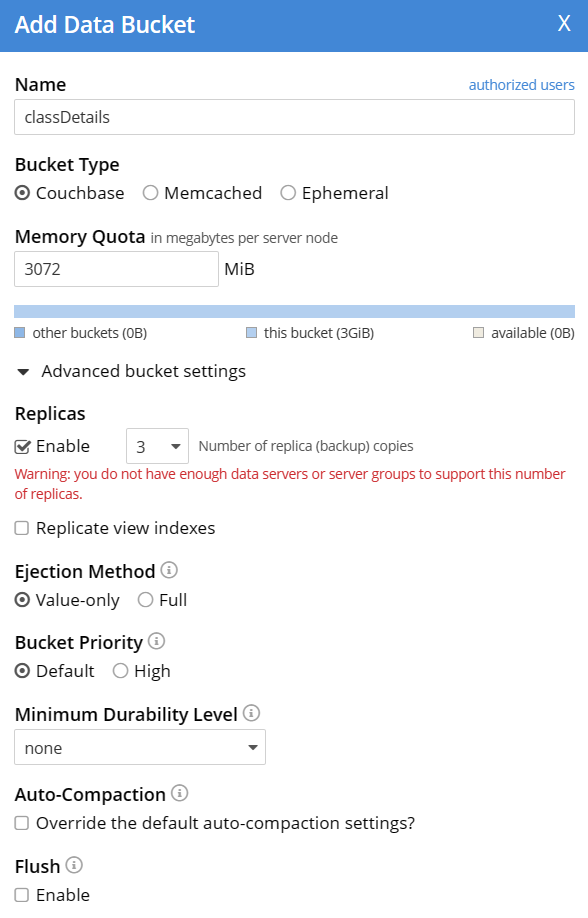 Add Data Bucket X
Name authorized users
classDetails
Bucket Type
Couchbase Memcached Ephemeral
Memory Quota in megabytes per server node
3072 MiB
other buckets (0B) this bucket (3GiB) available (0B)
Advanced bucket settings
Replicas
Enable 3 Number of replica (backup) copies
Warning: you do not have enough data servers or server groups to support this number
of replicas.
Replicate view indexes
Ejection Method
Value-only Full
Bucket Priority
Default High
Minimum Durability Level
none
Auto-Compaction
Override the default auto-compaction settings?
Flush
Enable